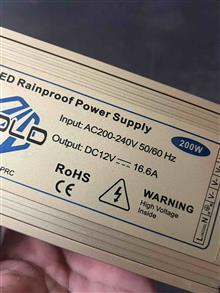 ED Rainproof Power Supply
Input: AC200-240V 50/60 Hz
200W
Output: DC12V ⎓ 16.6A
OLD
PRC
RoHS
CE
WARNING
High Voltage
Inside
L
N